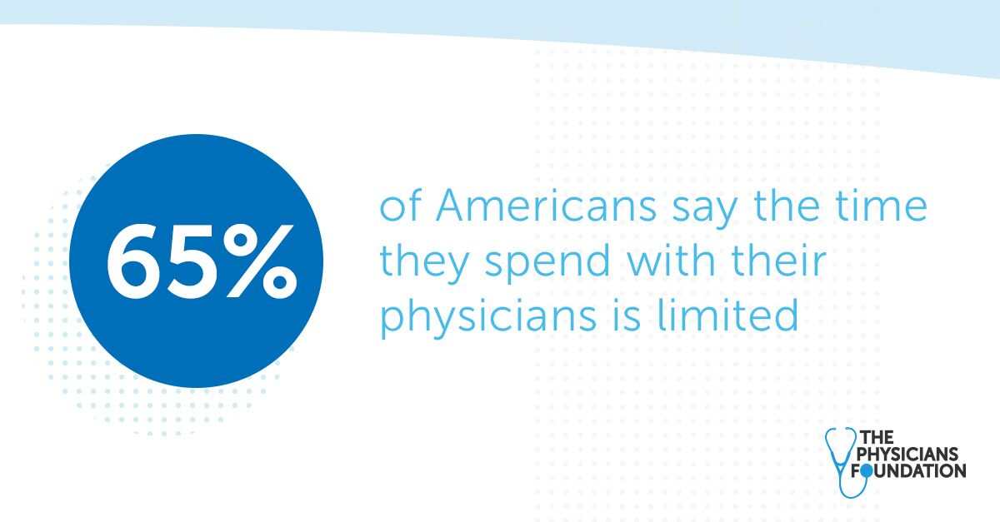 65%
of Americans say the time
they spend with their
physicians is limited
THE
PHYSICIANS
FOUNDATION